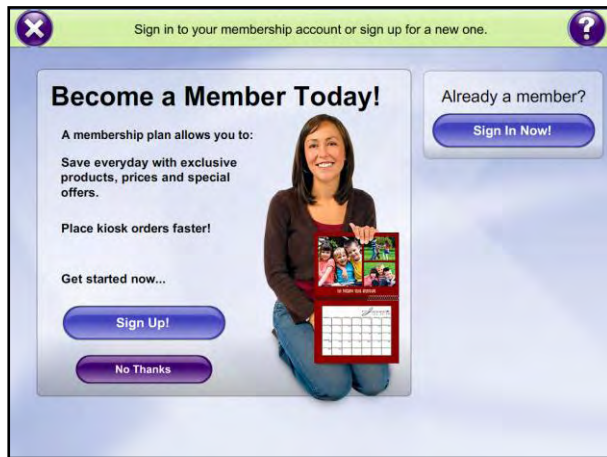 Sign in to your membership account or sign up for a new one.
?
Become a Member Today!
A membership plan allows you to:
Save everyday with exclusive
products, prices and special
offers.
Place kiosk orders faster!
Get started now...
Sign Up!
No Thanks
Already a member?
Sign In Now!